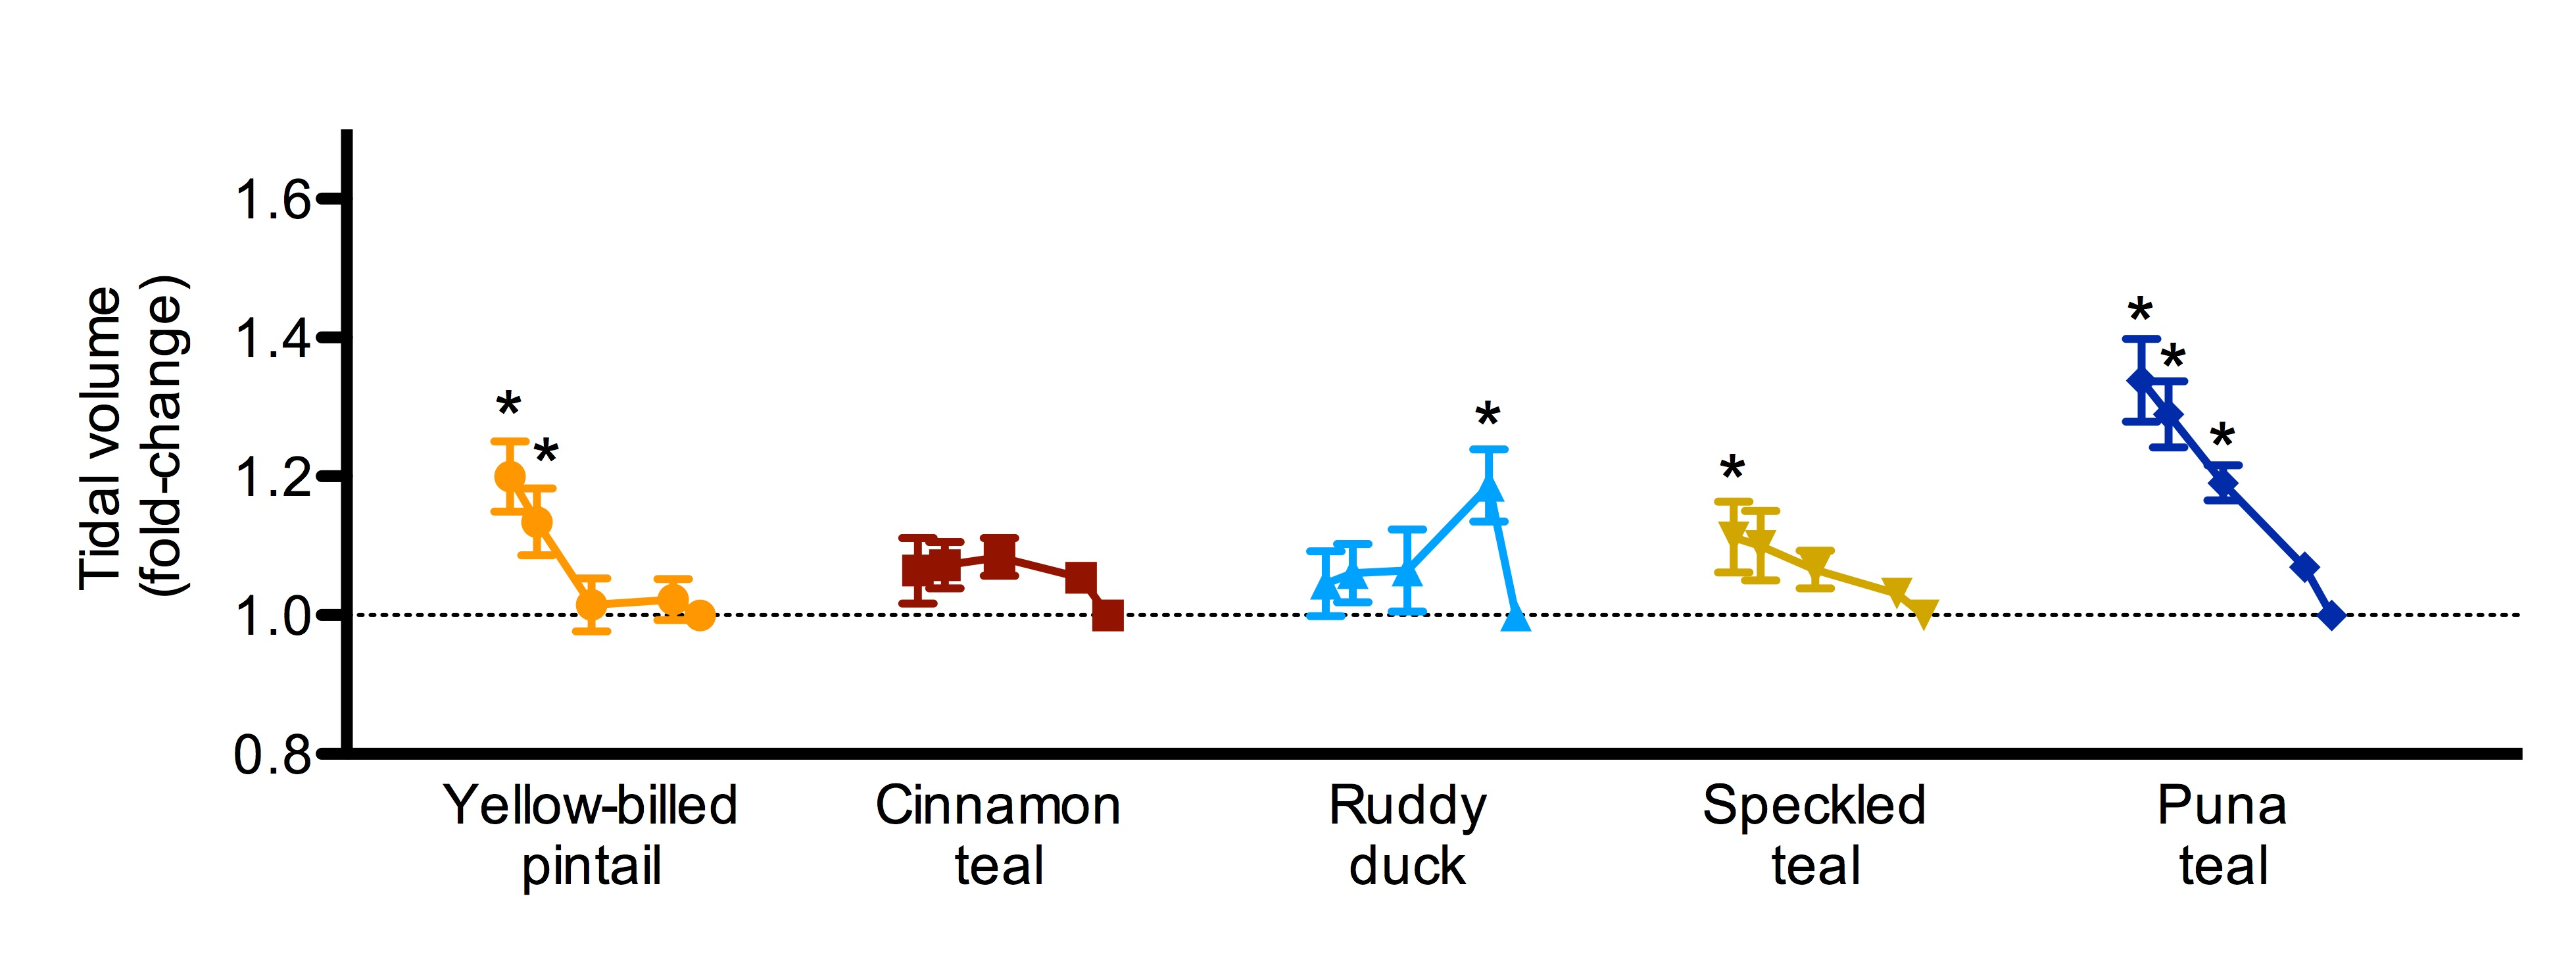 Tidal volume
(fold-change)
1.6
1.4
1.2
1.0
0.8
*
*
*
*
*
*
*
Yellow-billed
pintail
Cinnamon
teal
Ruddy
duck
Speckled
teal
Puna
teal